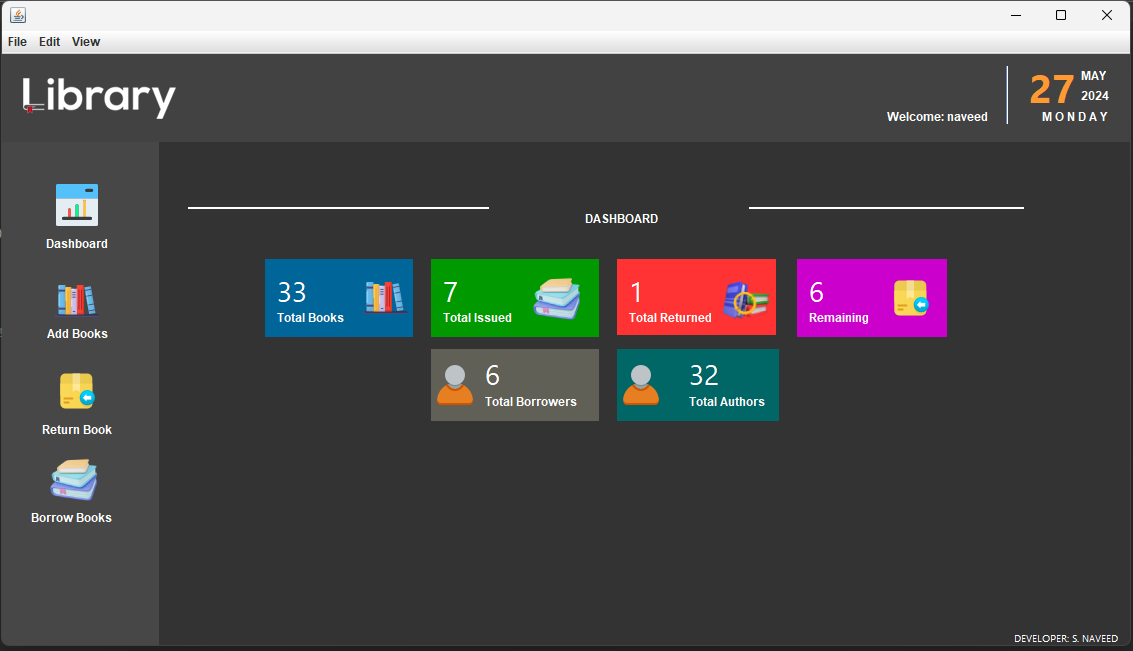 File Edit View
Library
Welcome: naveed
27 MAY
2024
MONDAY
Dashboard
Add Books
Return Book
Borrow Books
DASHBOARD
33
Total Books
7
Total Issued
1
Total Returned
6
Remaining
6
Total Borrowers
32
Total Authors
DEVELOPER: S. NAVEED